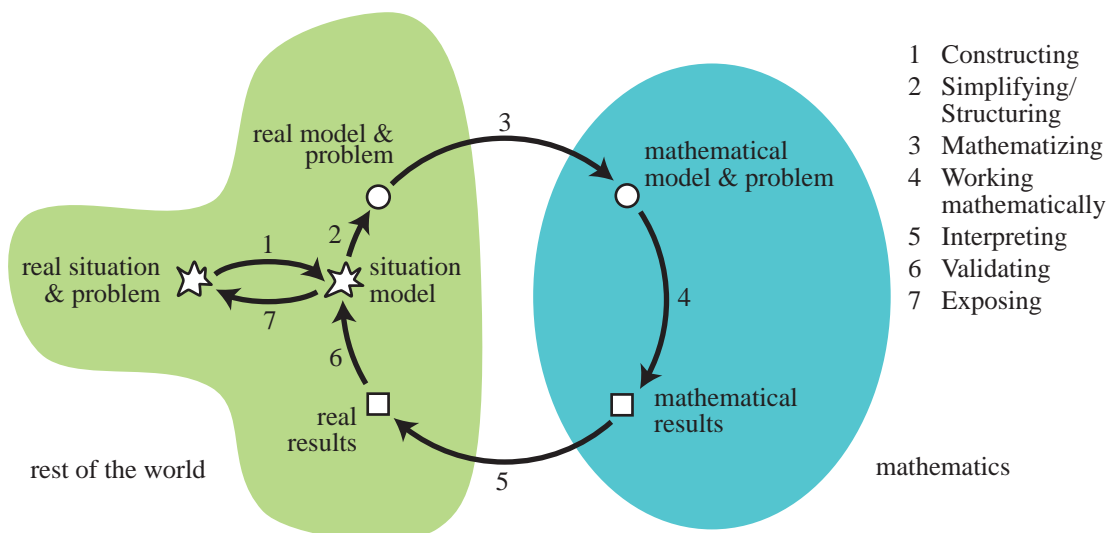 real model &
problem
3
mathematical
model & problem
2
1
real situation
& problem
situation
model
7
4
6
real
results
mathematical
results
5
rest of the world
mathematics
1 Constructing
2 Simplifying/
Structuring
3 Mathematizing
4 Working
mathematically
5 Interpreting
6 Validating
7 Exposing